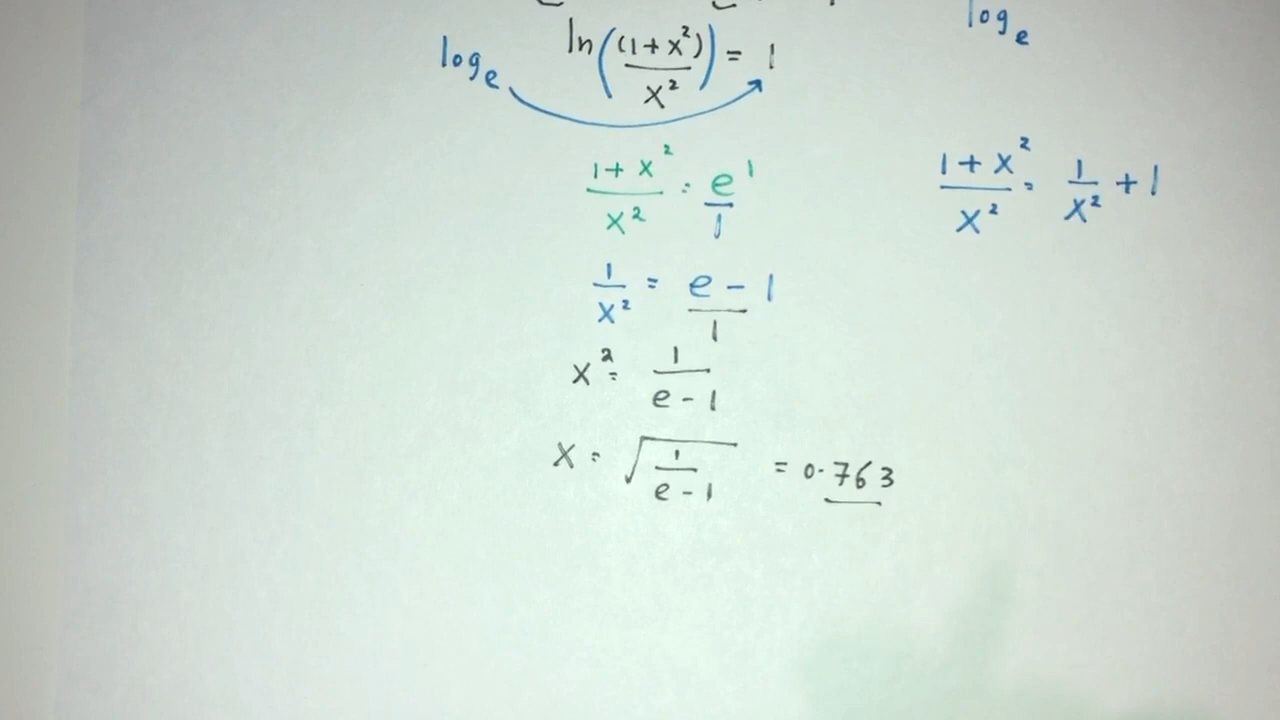 log_e
log_e ln((1+x²)/x²) = 1
(1+x²)/x² = e¹/1
(1+x²)/x² = 1/x² + 1
1/x² = (e-1)/1
x² = 1/(e-1)
x = √(1/(e-1)) = 0.763